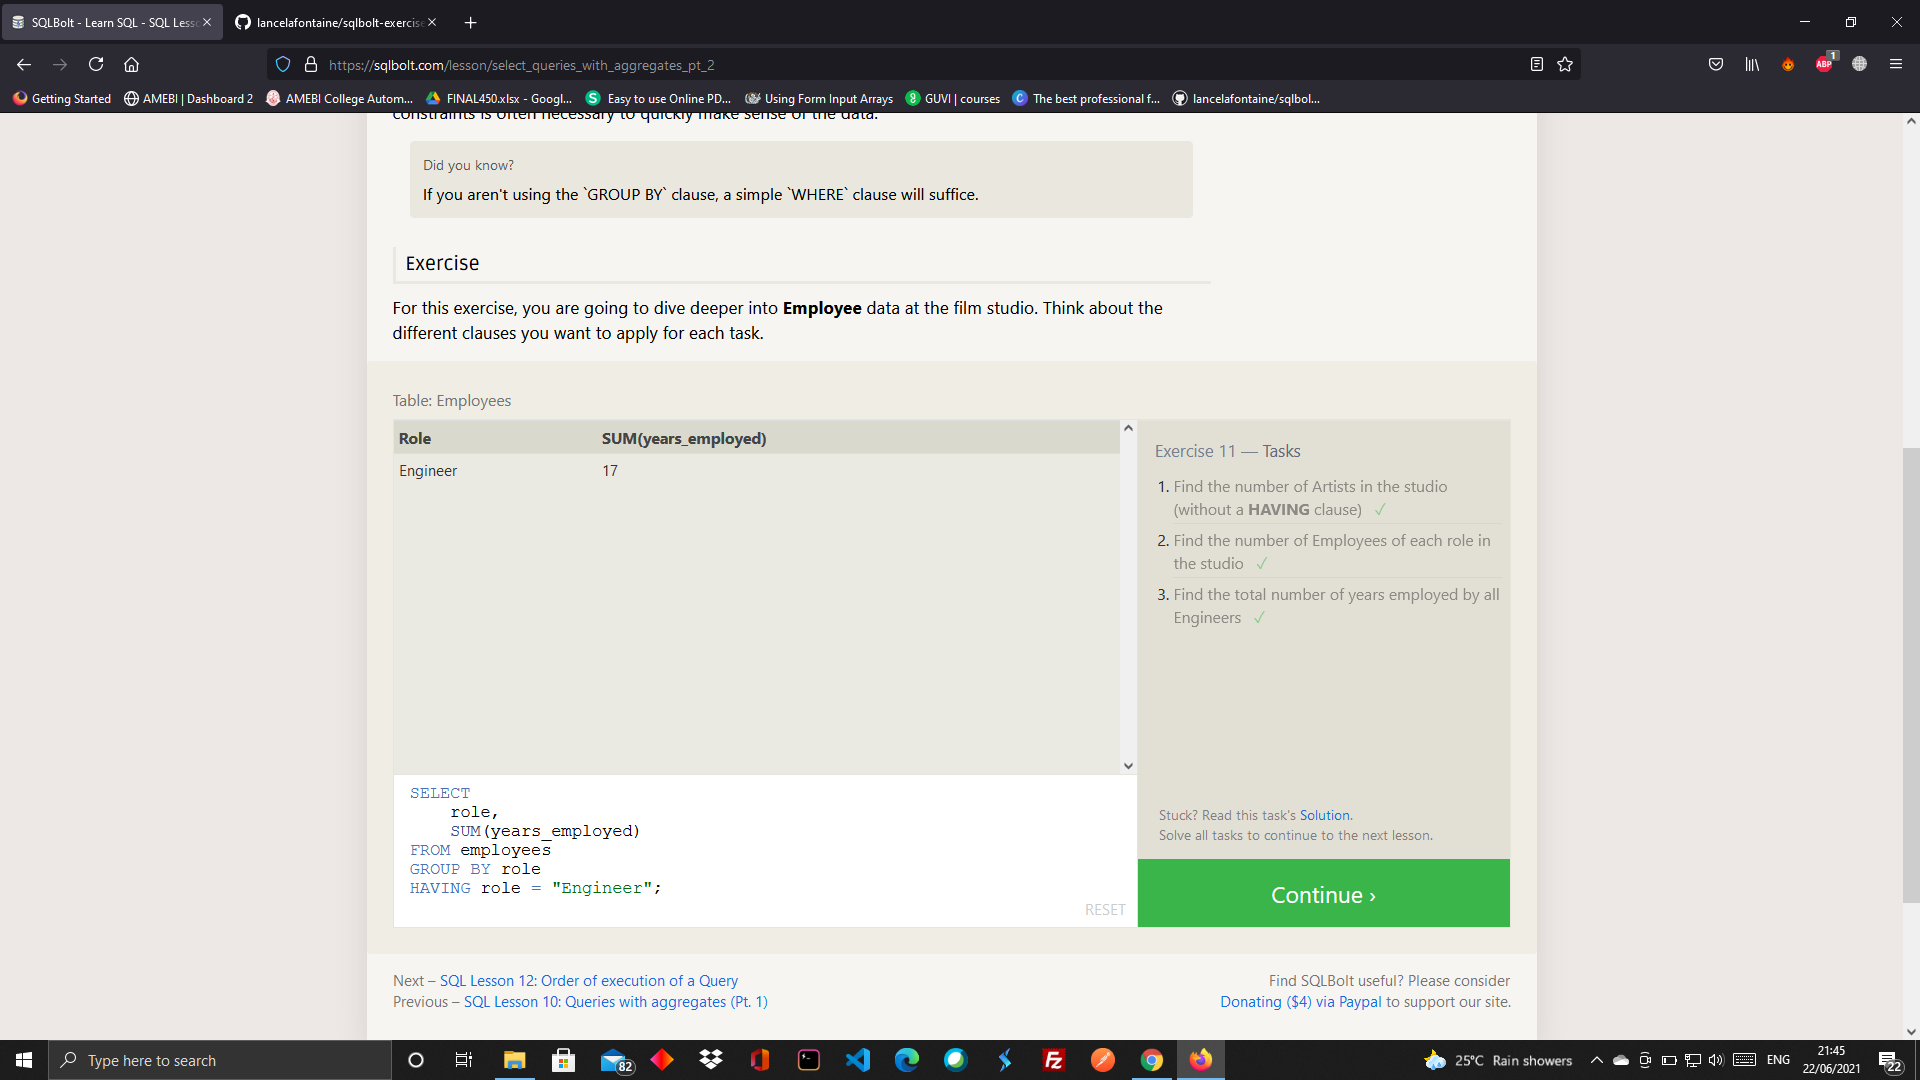 SQLBolt - Learn SQL - SQL Less
lancelafontaine/sqlbolt-exercise
https://sqlbolt.com/lesson/select_queries_with_aggregates_pt_2
1
Getting Started
AMEBI | Dashboard 2
AMEBI College Autom...
FINAL450.xlsx - Googl...
Easy to use Online PD...
Using Form Input Arrays
GUVI | courses
The best professional f...
lancelafontaine/sqlbol...
constraints is often necessary to quickly make sense of the data.
Did you know?
If you aren't using the `GROUP BY` clause, a simple `WHERE` clause will suffice.
Exercise
For this exercise, you are going to dive deeper into Employee data at the film studio. Think about the
different clauses you want to apply for each task.
Table: Employees
Role SUM(years_employed)
Engineer 17
SELECT
role,
SUM(years_employed)
FROM employees
GROUP BY role
HAVING role = "Engineer";
RESET
Exercise 11 — Tasks
1. Find the number of Artists in the studio
(without a HAVING clause) ✓
2. Find the number of Employees of each role in
the studio ✓
3. Find the total number of years employed by all
Engineers ✓
Stuck? Read this task's Solution.
Solve all tasks to continue to the next lesson.
Continue ›
Next – SQL Lesson 12: Order of execution of a Query
Previous – SQL Lesson 10: Queries with aggregates (Pt. 1)
Find SQLBolt useful? Please consider
Donating ($4) via Paypal to support our site.
Type here to search
82
25°C Rain showers
ENG
21:45
22/06/2021
22